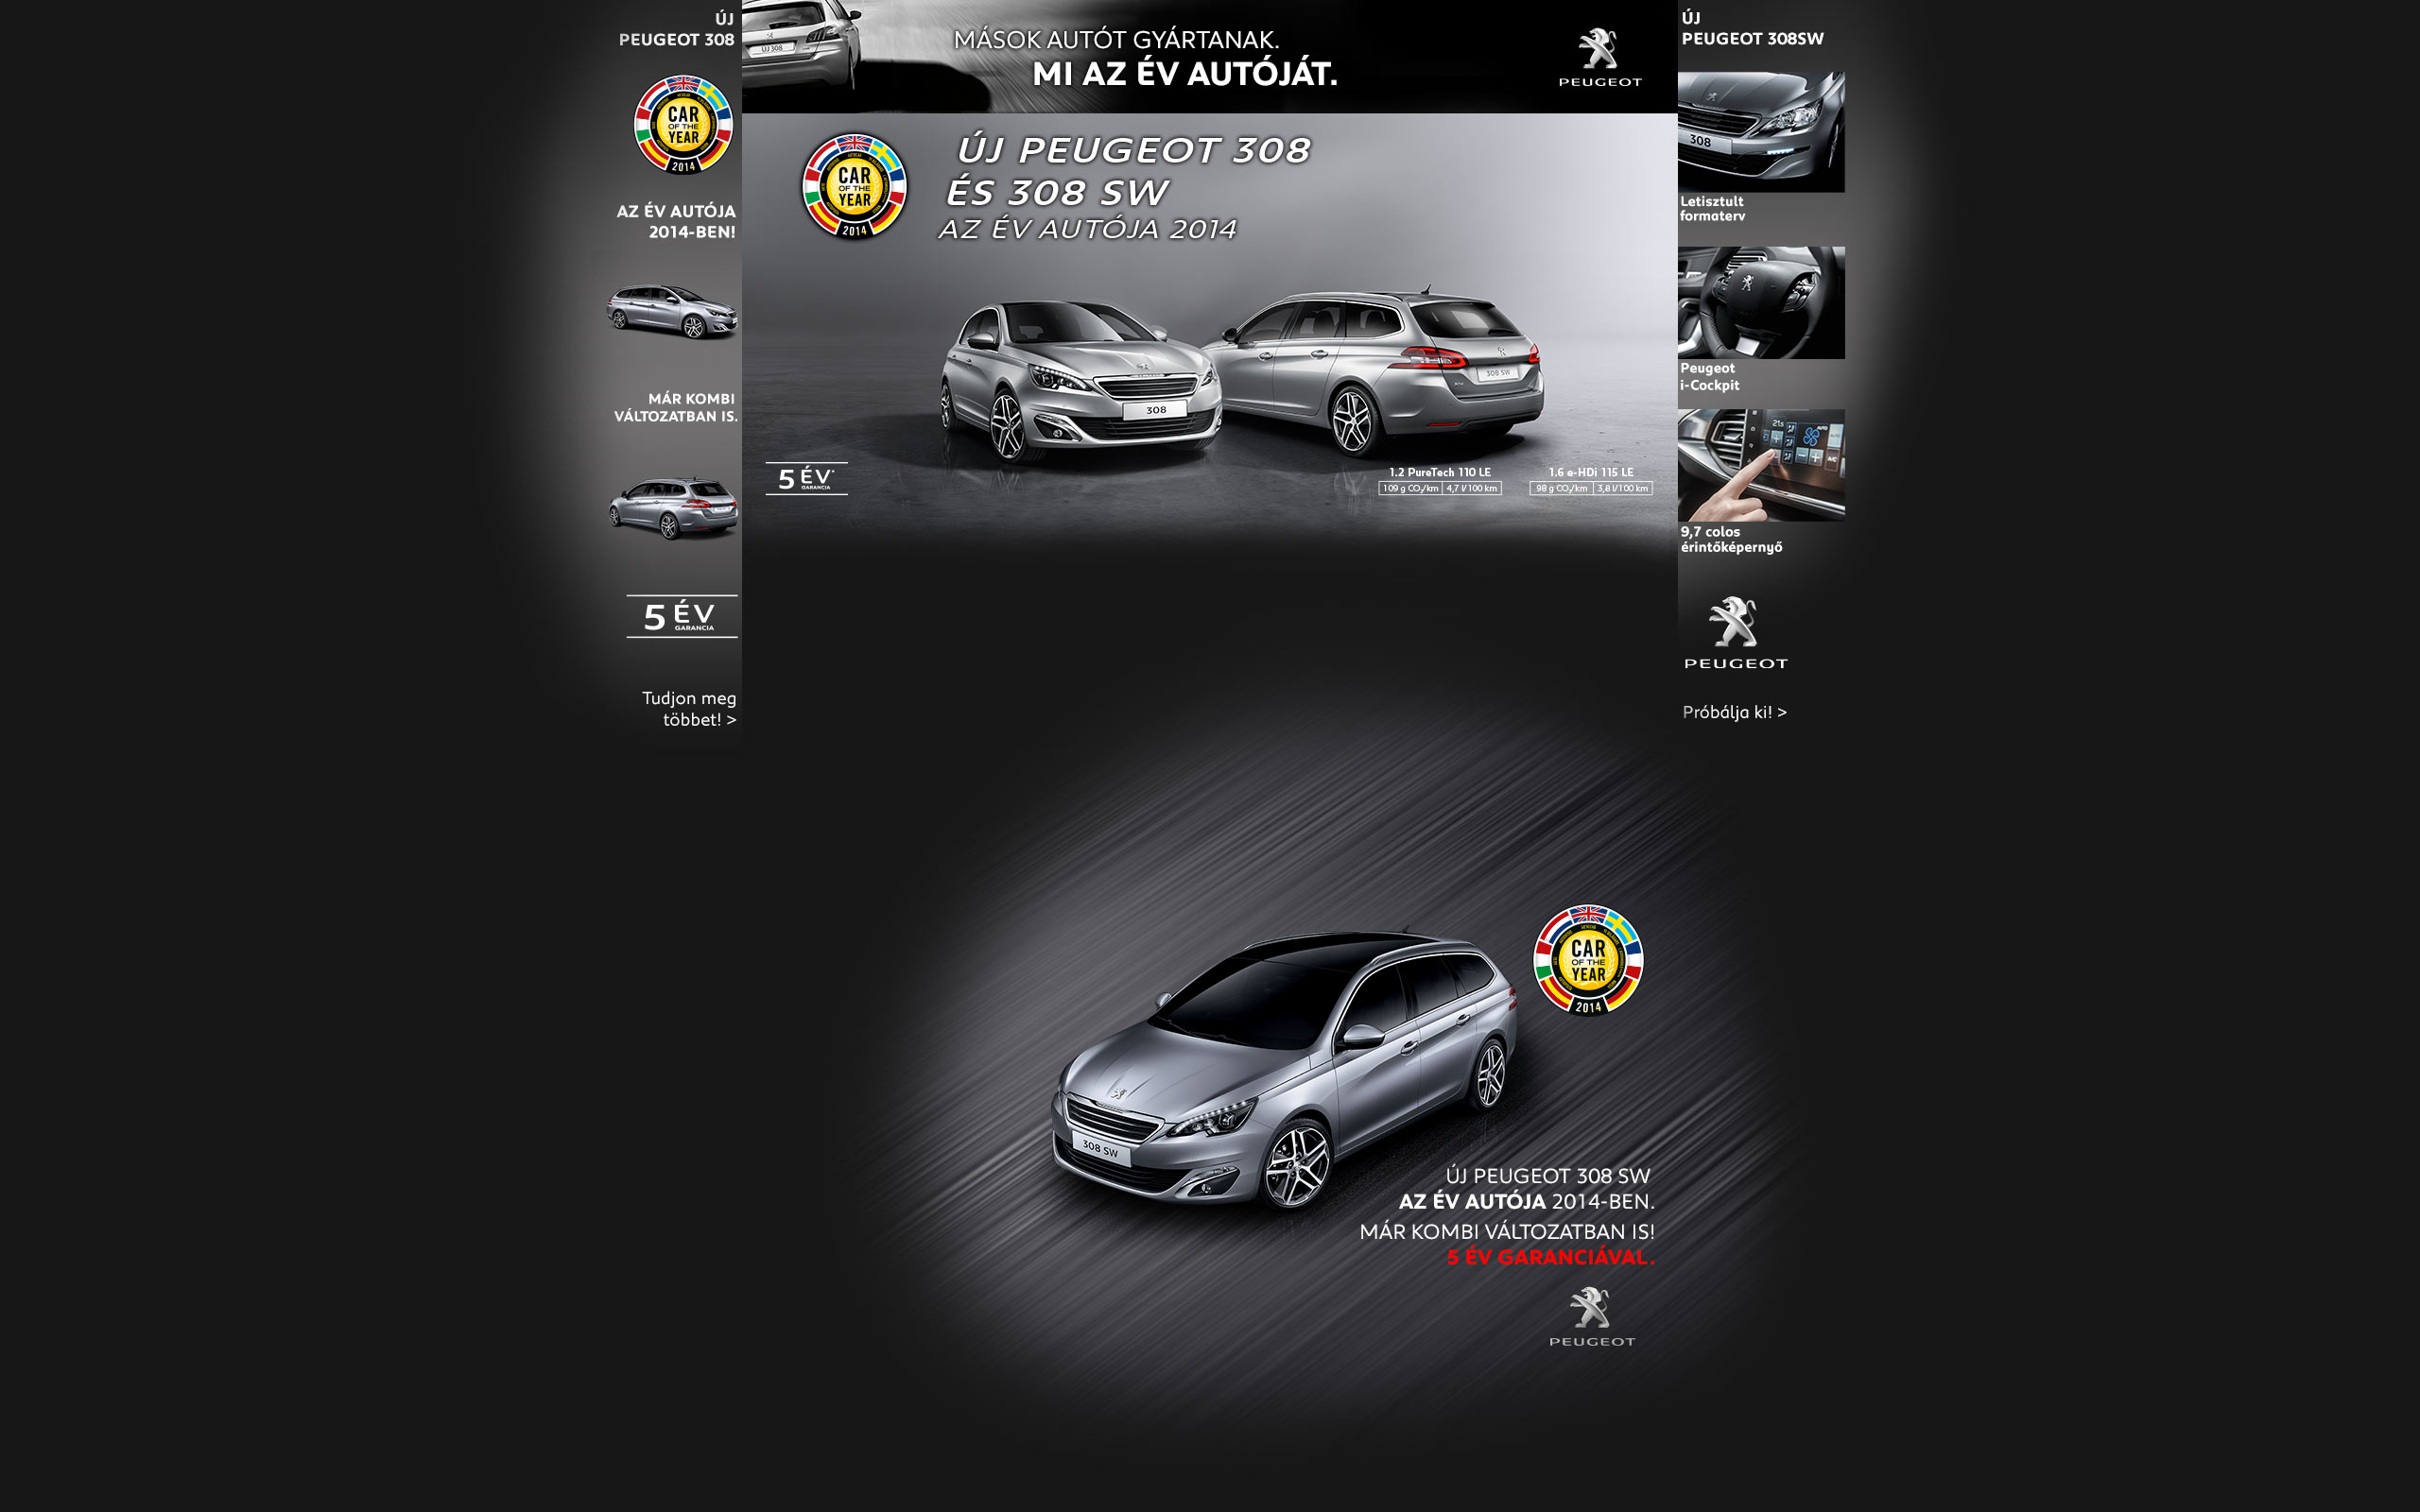 ÚJ
PEUGEOT 308
CAR
OF THE
YEAR
2014
AZ ÉV AUTÓJA
2014-BEN!
MÁR KOMBI
VÁLTOZATBAN IS.
5 ÉV
GARANCIA
Tudjon meg
többet! >
ÚJ 308
MÁSOK AUTÓT GYÁRTANAK.
MI AZ ÉV AUTÓJÁT.
PEUGEOT
CAR
OF THE
YEAR
2014
ÚJ PEUGEOT 308
ÉS 308 SW
AZ ÉV AUTÓJA 2014
308
308 SW
5 ÉV*
GARANCIA
1.2 PureTech 110 LE
109 g CO₂/km 4,7 l/100 km
1.6 e-HDi 115 LE
98 g CO₂/km 3,8 l/100 km
ÚJ
PEUGEOT 308SW
308
Letisztult
formaterv
Peugeot
i-Cockpit
9,7 colos
érintőképernyő
PEUGEOT
Próbálja ki! >
CAR
OF THE
YEAR
2014
308 SW
ÚJ PEUGEOT 308 SW
AZ ÉV AUTÓJA 2014-BEN.
MÁR KOMBI VÁLTOZATBAN IS!
5 ÉV GARANCIÁVAL.
PEUGEOT